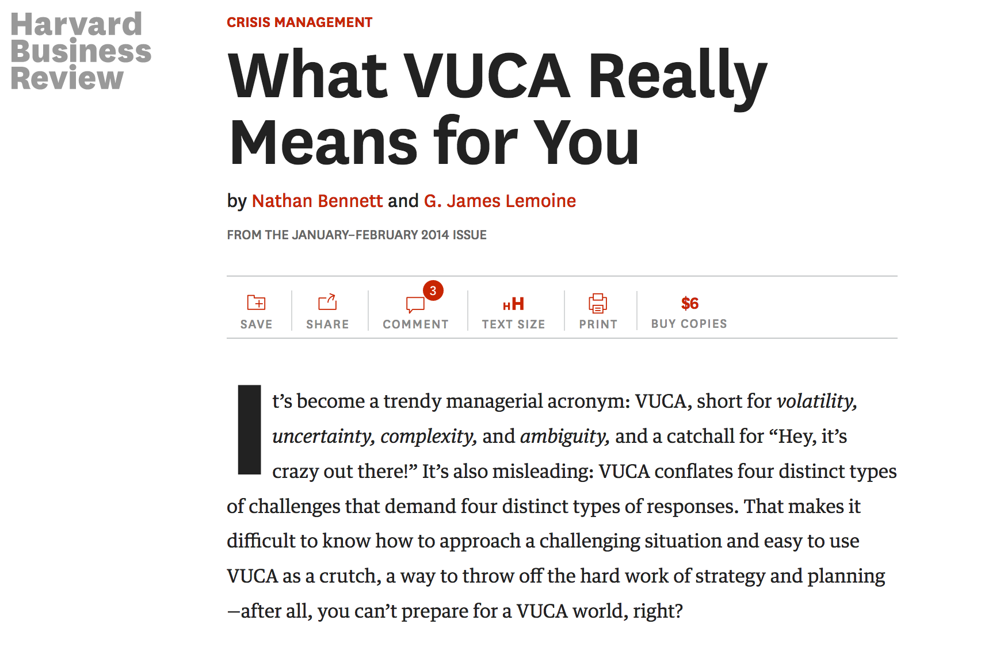 Harvard
Business
Review
CRISIS MANAGEMENT
What VUCA Really
Means for You
by Nathan Bennett and G. James Lemoine
FROM THE JANUARY–FEBRUARY 2014 ISSUE
3
HH
$6
SAVE SHARE COMMENT TEXT SIZE PRINT BUY COPIES
It’s become a trendy managerial acronym: VUCA, short for volatility,
uncertainty, complexity, and ambiguity, and a catchall for “Hey, it’s
crazy out there!” It’s also misleading: VUCA conflates four distinct types
of challenges that demand four distinct types of responses. That makes it
difficult to know how to approach a challenging situation and easy to use
VUCA as a crutch, a way to throw off the hard work of strategy and planning
—after all, you can’t prepare for a VUCA world, right?